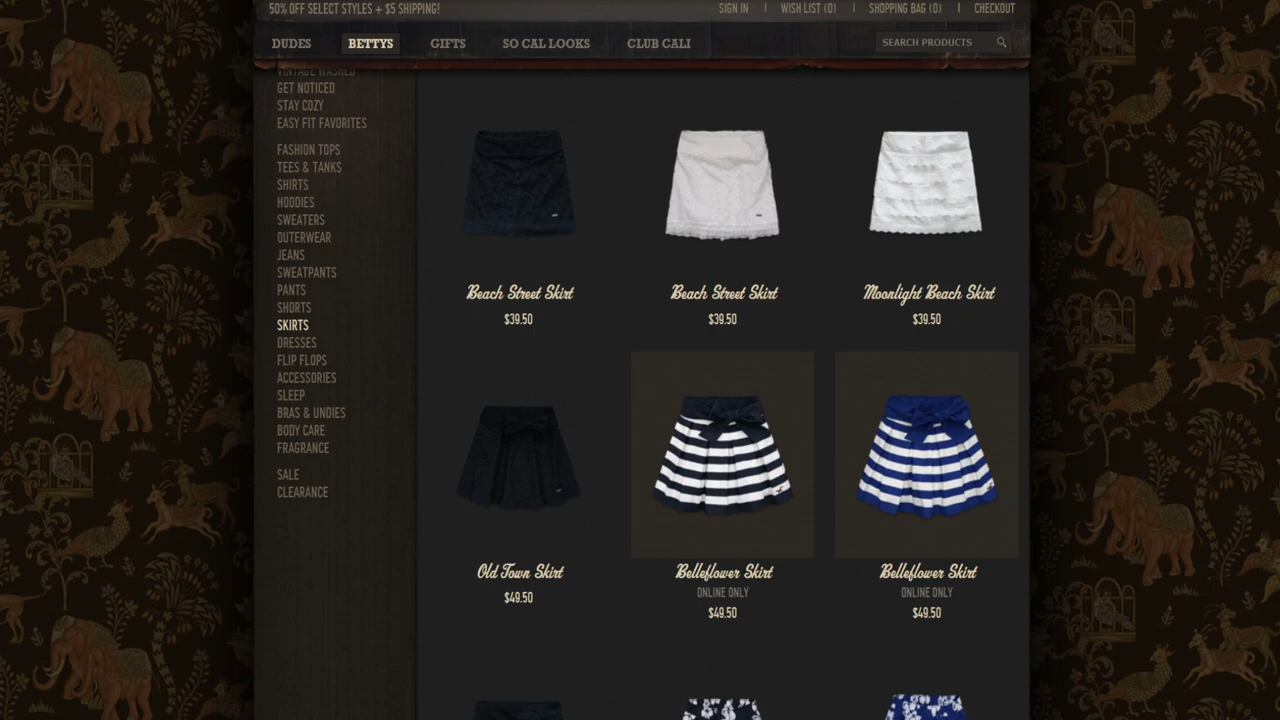 50% OFF SELECT STYLES + $5 SHIPPING!
SIGN IN
WISH LIST (0)
SHOPPING BAG (0)
CHECKOUT
DUDES
BETTYS
GIFTS
SO CAL LOOKS
CLUB CALI
SEARCH PRODUCTS
VINTAGE WASHED
GET NOTICED
STAY COZY
EASY FIT FAVORITES
FASHION TOPS
TEES & TANKS
SHIRTS
HOODIES
SWEATERS
OUTERWEAR
JEANS
SWEATPANTS
PANTS
SHORTS
SKIRTS
DRESSES
FLIP FLOPS
ACCESSORIES
SLEEP
BRAS & UNDIES
BODY CARE
FRAGRANCE
SALE
CLEARANCE
Beach Street Skirt
$39.50
Beach Street Skirt
$39.50
Moonlight Beach Skirt
$39.50
Old Town Skirt
$49.50
Belleflower Skirt
ONLINE ONLY
$49.50
Belleflower Skirt
ONLINE ONLY
$49.50